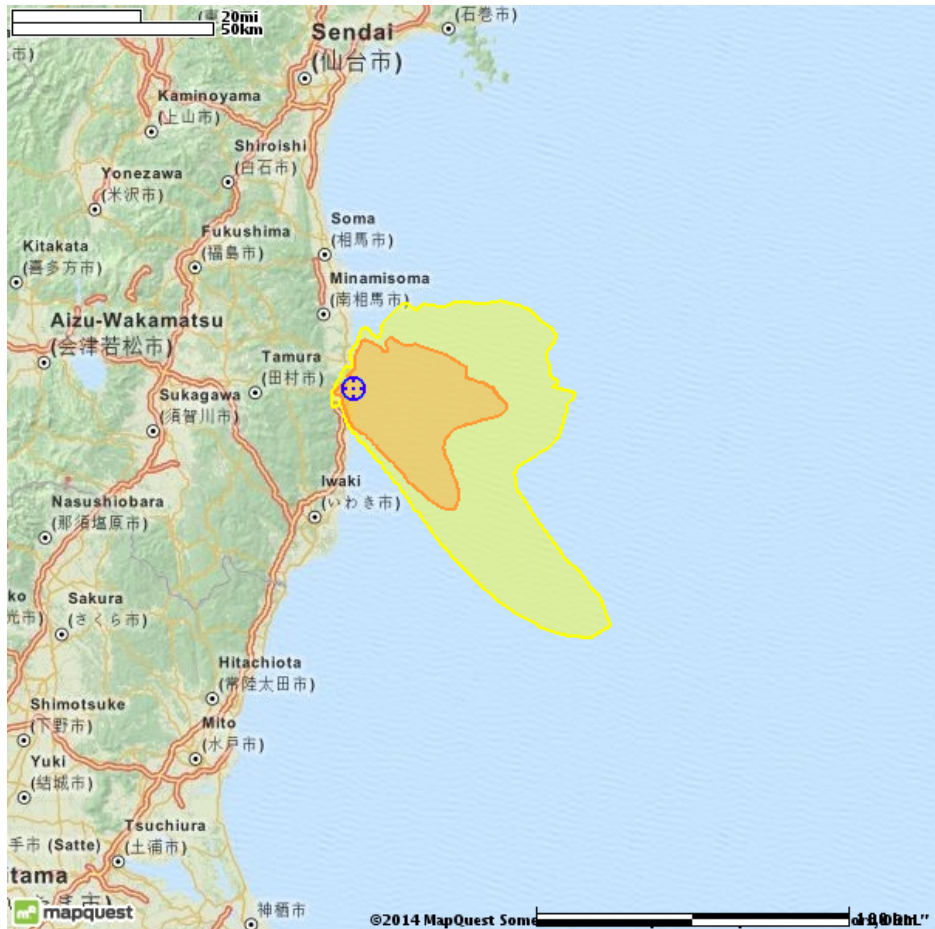 20mi
50km
(石巻市)
Sendai
(仙台市)
Kaminoyama
(上山市)
Shiroishi
(白石市)
Yonezawa
(米沢市)
Soma
(相馬市)
Fukushima
(福島市)
Kitakata
(喜多方市)
Minamisoma
(南相馬市)
Aizu-Wakamatsu
(会津若松市)
Tamura
(田村市)
Sukagawa
(須賀川市)
Iwaki
(いわき市)
Nasushiobara
(那須塩原市)
ko
光市)
Sakura
(さくら市)
Hitachiota
(常陸太田市)
Shimotsuke
(下野市)
Mito
(水戸市)
Yuki
(結城市)
Tsuchiura
(土浦市)
手市 (Satte)
itama
mapquest
神栖市
©2014 MapQuest Some